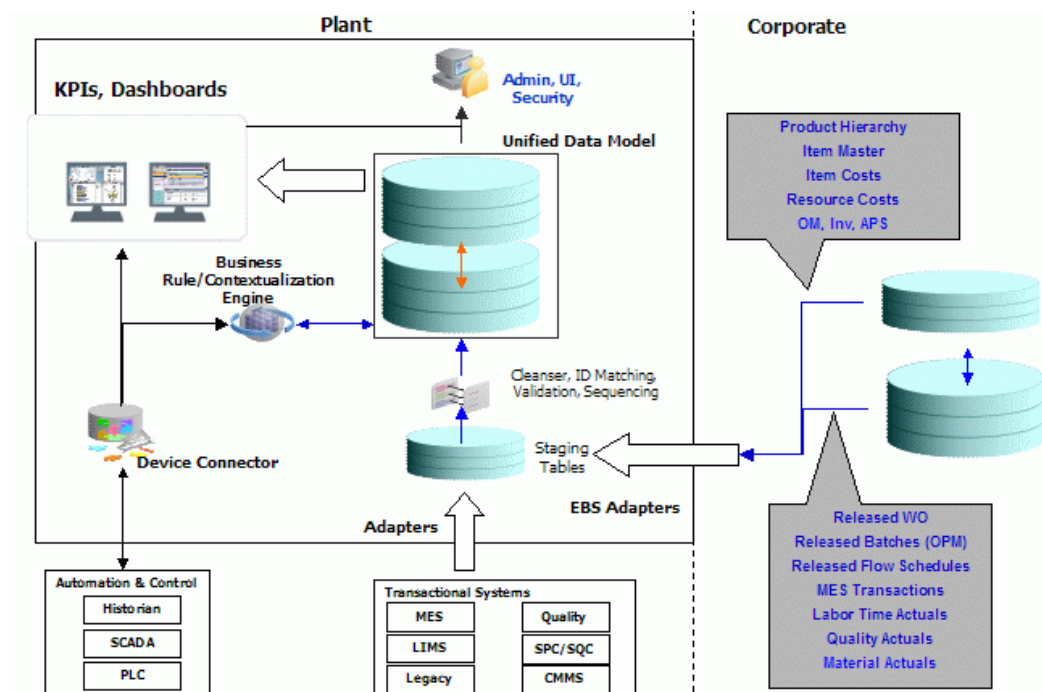 Plant
Corporate
KPIs, Dashboards
Admin, UI,
Security
Unified Data Model
Product Hierarchy
Item Master
Item Costs
Resource Costs
OM, Inv, APS
Business
Rule/Contextualization
Engine
Cleanser, ID Matching,
Validation, Sequencing
Device Connector
Staging
Tables
Adapters
EBS Adapters
Released WO
Released Batches (OPM)
Released Flow Schedules
MES Transactions
Labor Time Actuals
Quality Actuals
Material Actuals
Automation & Control
Historian
SCADA
PLC
Transactional Systems
MES
Quality
LIMS
SPC/SQC
Legacy
CMMS